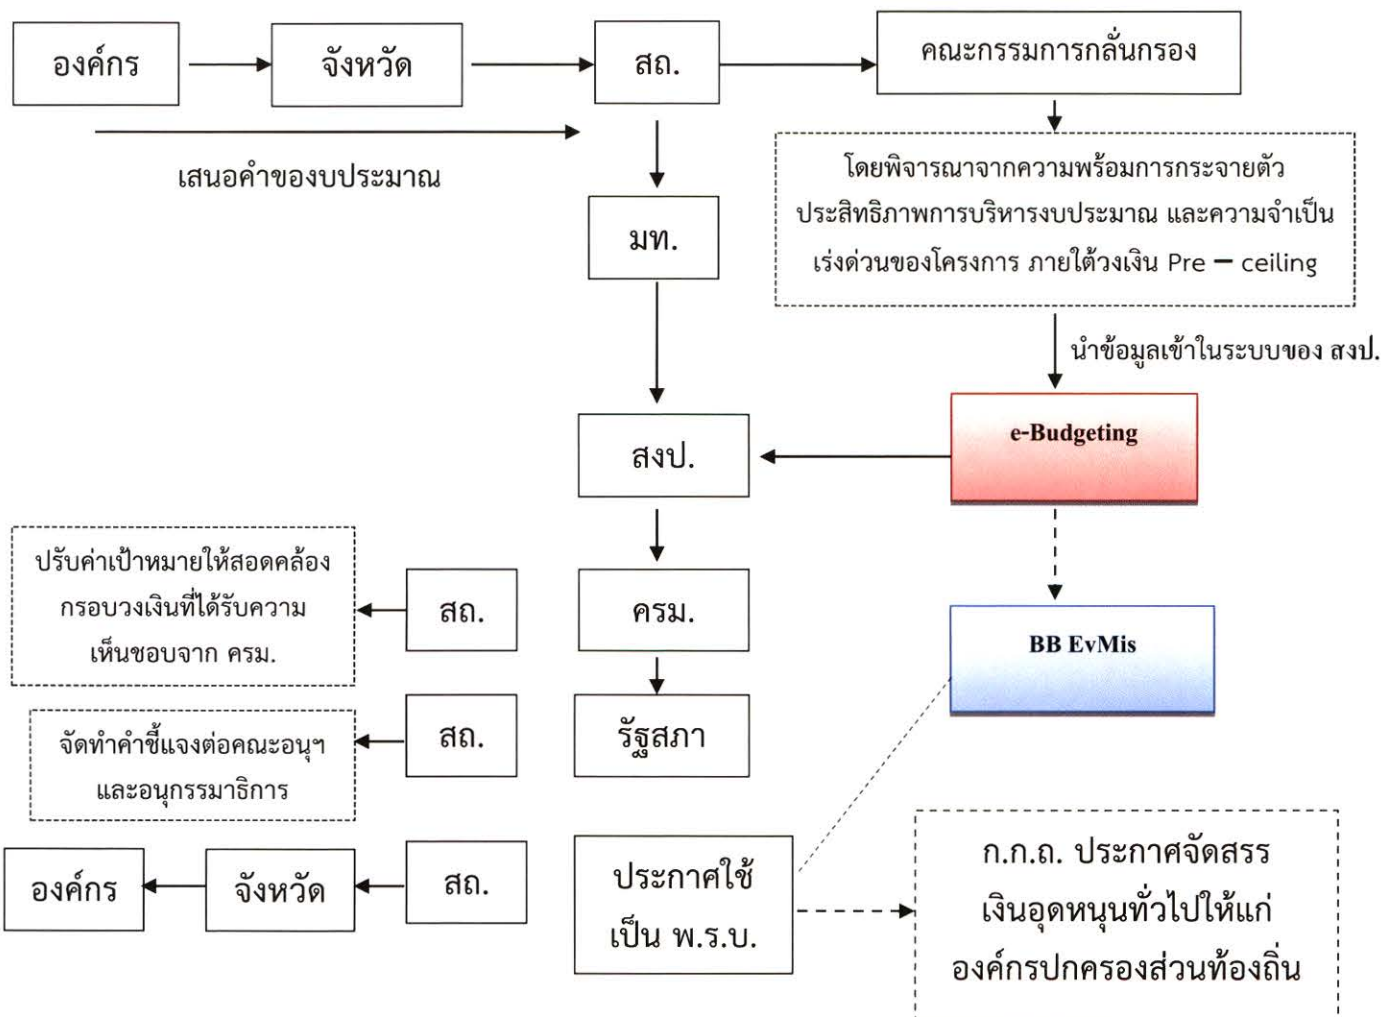 องค์กร
จังหวัด
สถ.
คณะกรรมการกลั่นกรอง
เสนอคำของบประมาณ
โดยพิจารณาจากความพร้อมการกระจายตัว
ประสิทธิภาพการบริหารงบประมาณ และความจำเป็น
เร่งด่วนของโครงการ ภายใต้วงเงิน Pre – ceiling
มท.
นำข้อมูลเข้าในระบบของ สงป.
สงป.
e-Budgeting
ปรับค่าเป้าหมายให้สอดคล้อง
กรอบวงเงินที่ได้รับความ
เห็นชอบจาก ครม.
สถ.
ครม.
BB EvMis
จัดทำคำชี้แจงต่อคณะอนุฯ
และอนุกรรมาธิการ
สถ.
รัฐสภา
องค์กร
จังหวัด
สถ.
ประกาศใช้
เป็น พ.ร.บ.
ก.ก.ถ. ประกาศจัดสรร
เงินอุดหนุนทั่วไปให้แก่
องค์กรปกครองส่วนท้องถิ่น